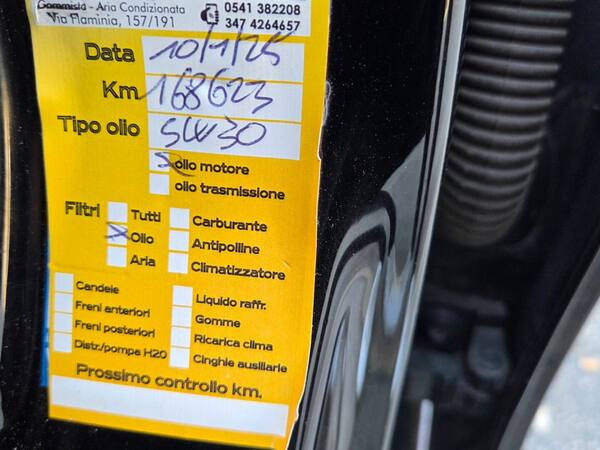 Gommista - Aria Condizionata
Via Flaminia, 157/191
0541 382208
347 4264657
Data 10/1/25
Km 168623
Tipo olio 5W30
olio motore
olio trasmissione
Filtri
Tutti
Carburante
Olio
Antipolline
Aria
Climatizzatore
Candele
Liquido raffr.
Freni anteriori
Gomme
Freni posteriori
Ricarica clima
Distr./pompa H20
Cinghie ausiliarie
Prossimo controllo km.